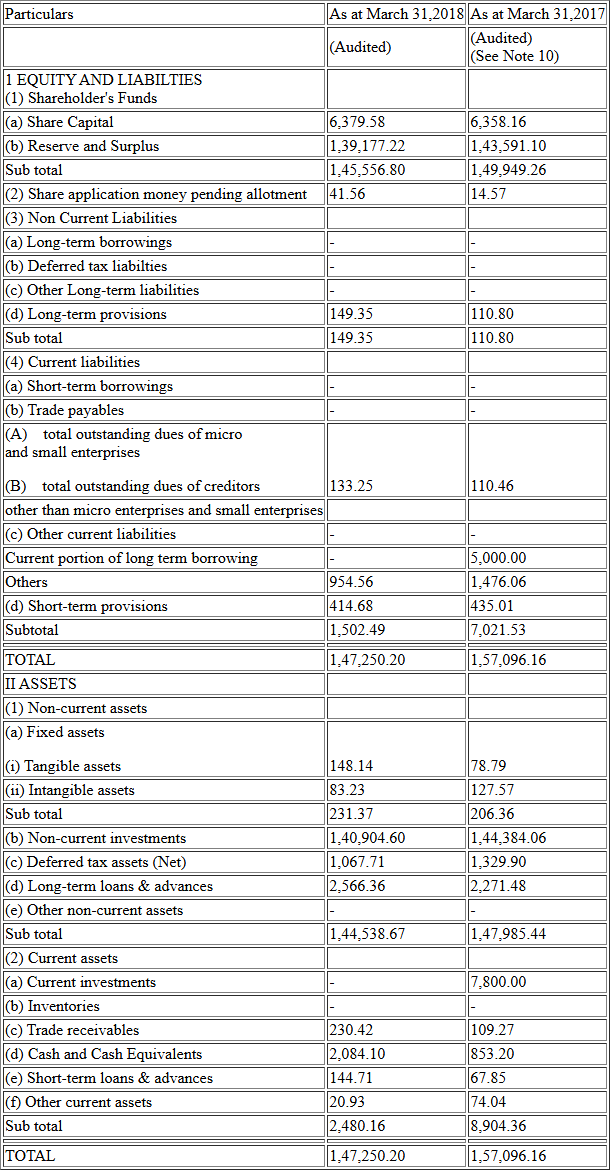 Particulars As at March 31,2018 As at March 31,2017
(Audited) (Audited)
(See Note 10)
1 EQUITY AND LIABILTIES
(1) Shareholder's Funds
(a) Share Capital 6,379.58 6,358.16
(b) Reserve and Surplus 1,39,177.22 1,43,591.10
Sub total 1,45,556.80 1,49,949.26
(2) Share application money pending allotment 41.56 14.57
(3) Non Current Liabilities
(a) Long-term borrowings - -
(b) Deferred tax liabilties - -
(c) Other Long-term liabilities - -
(d) Long-term provisions 149.35 110.80
Sub total 149.35 110.80
(4) Current liabilities
(a) Short-term borrowings - -
(b) Trade payables - -
(A) total outstanding dues of micro
and small enterprises
(B) total outstanding dues of creditors 133.25 110.46
other than micro enterprises and small enterprises
(c) Other current liabilities - -
Current portion of long term borrowing - 5,000.00
Others 954.56 1,476.06
(d) Short-term provisions 414.68 435.01
Subtotal 1,502.49 7,021.53
TOTAL 1,47,250.20 1,57,096.16
II ASSETS
(1) Non-current assets
(a) Fixed assets
(i) Tangible assets 148.14 78.79
(ii) Intangible assets 83.23 127.57
Sub total 231.37 206.36
(b) Non-current investments 1,40,904.60 1,44,384.06
(c) Deferred tax assets (Net) 1,067.71 1,329.90
(d) Long-term loans & advances 2,566.36 2,271.48
(e) Other non-current assets - -
Sub total 1,44,538.67 1,47,985.44
(2) Current assets
(a) Current investments - 7,800.00
(b) Inventories - -
(c) Trade receivables 230.42 109.27
(d) Cash and Cash Equivalents 2,084.10 853.20
(e) Short-term loans & advances 144.71 67.85
(f) Other current assets 20.93 74.04
Sub total 2,480.16 8,904.36
TOTAL 1,47,250.20 1,57,096.16